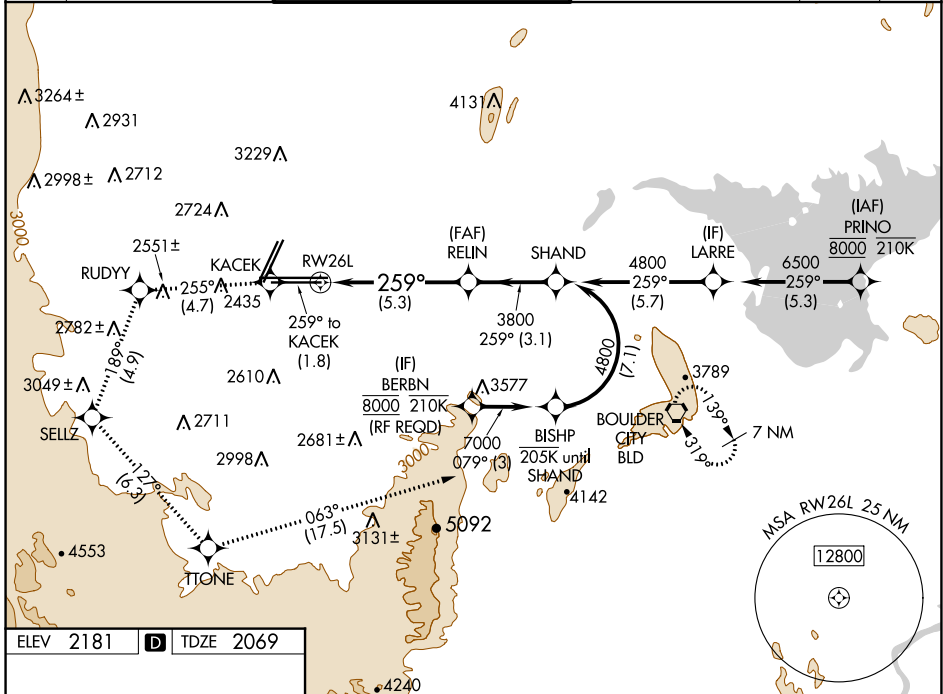 3264±
2931
4131
3229
2998±
2712
2724
3000
(IAF)
PRINO
8000 210K
(FAF)
RELIN
SHAND
(IF)
LARRE
4800
259°
(5.7)
6500
259°
(5.3)
2551±
RUDYY
KACEK
RW26L
255°
(4.7)
2435
259°
(5.3)
3800
259° (3.1)
259° to
KACEK
(1.8)
2782±
189°
(4.9)
4800
(7.1)
3049±
2610
(IF)
BERBN
8000 210K
(RF REQD)
3577
3789
SELLZ
2711
2681±
2998
3000
7000
079° (3)
BISHP
205K until
SHAND
BOULDER
CITY
BLD
139°
319°
7 NM
4142
127°
(6.3)
063°
(17.5)
3131±
5092
4553
TTONE
MSA RW26L 25 NM
12800
ELEV 2181 D TDZE 2069
4240